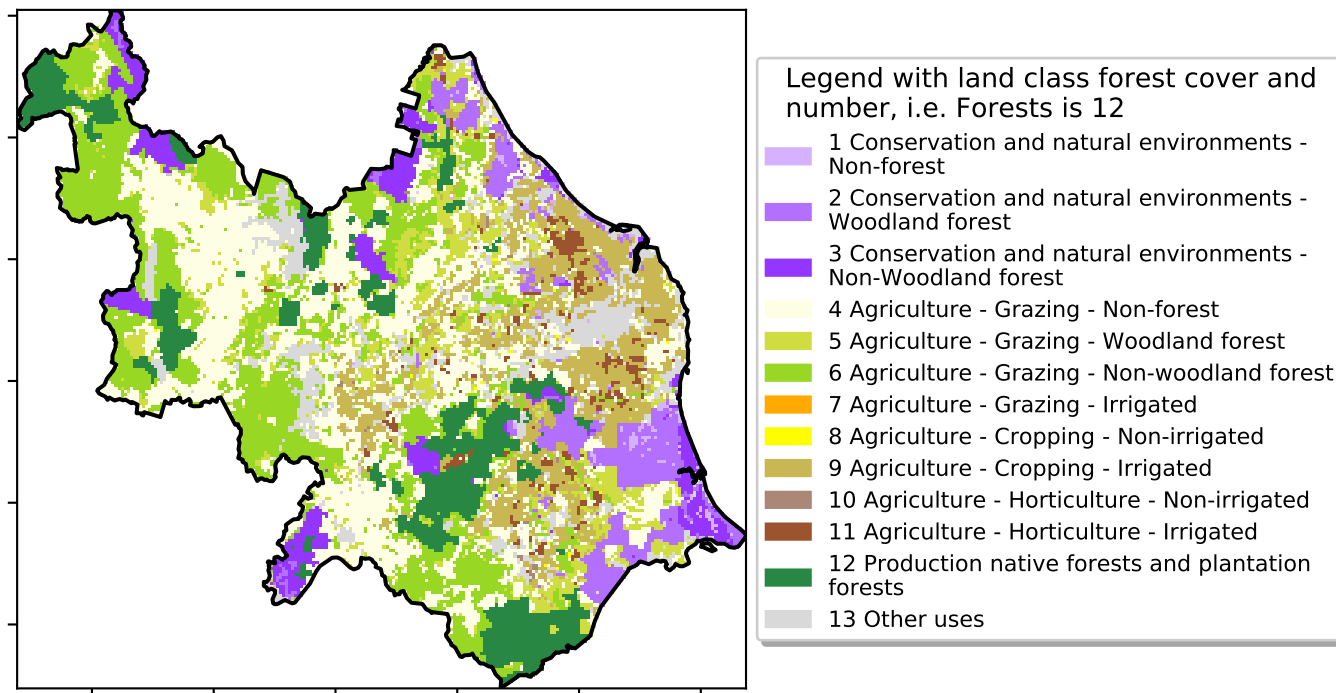 Legend with land class forest cover and
number, i.e. Forests is 12
1 Conservation and natural environments -
Non-forest
2 Conservation and natural environments -
Woodland forest
3 Conservation and natural environments -
Non-Woodland forest
4 Agriculture - Grazing - Non-forest
5 Agriculture - Grazing - Woodland forest
6 Agriculture - Grazing - Non-woodland forest
7 Agriculture - Grazing - Irrigated
8 Agriculture - Cropping - Non-irrigated
9 Agriculture - Cropping - Irrigated
10 Agriculture - Horticulture - Non-irrigated
11 Agriculture - Horticulture - Irrigated
12 Production native forests and plantation
forests
13 Other uses